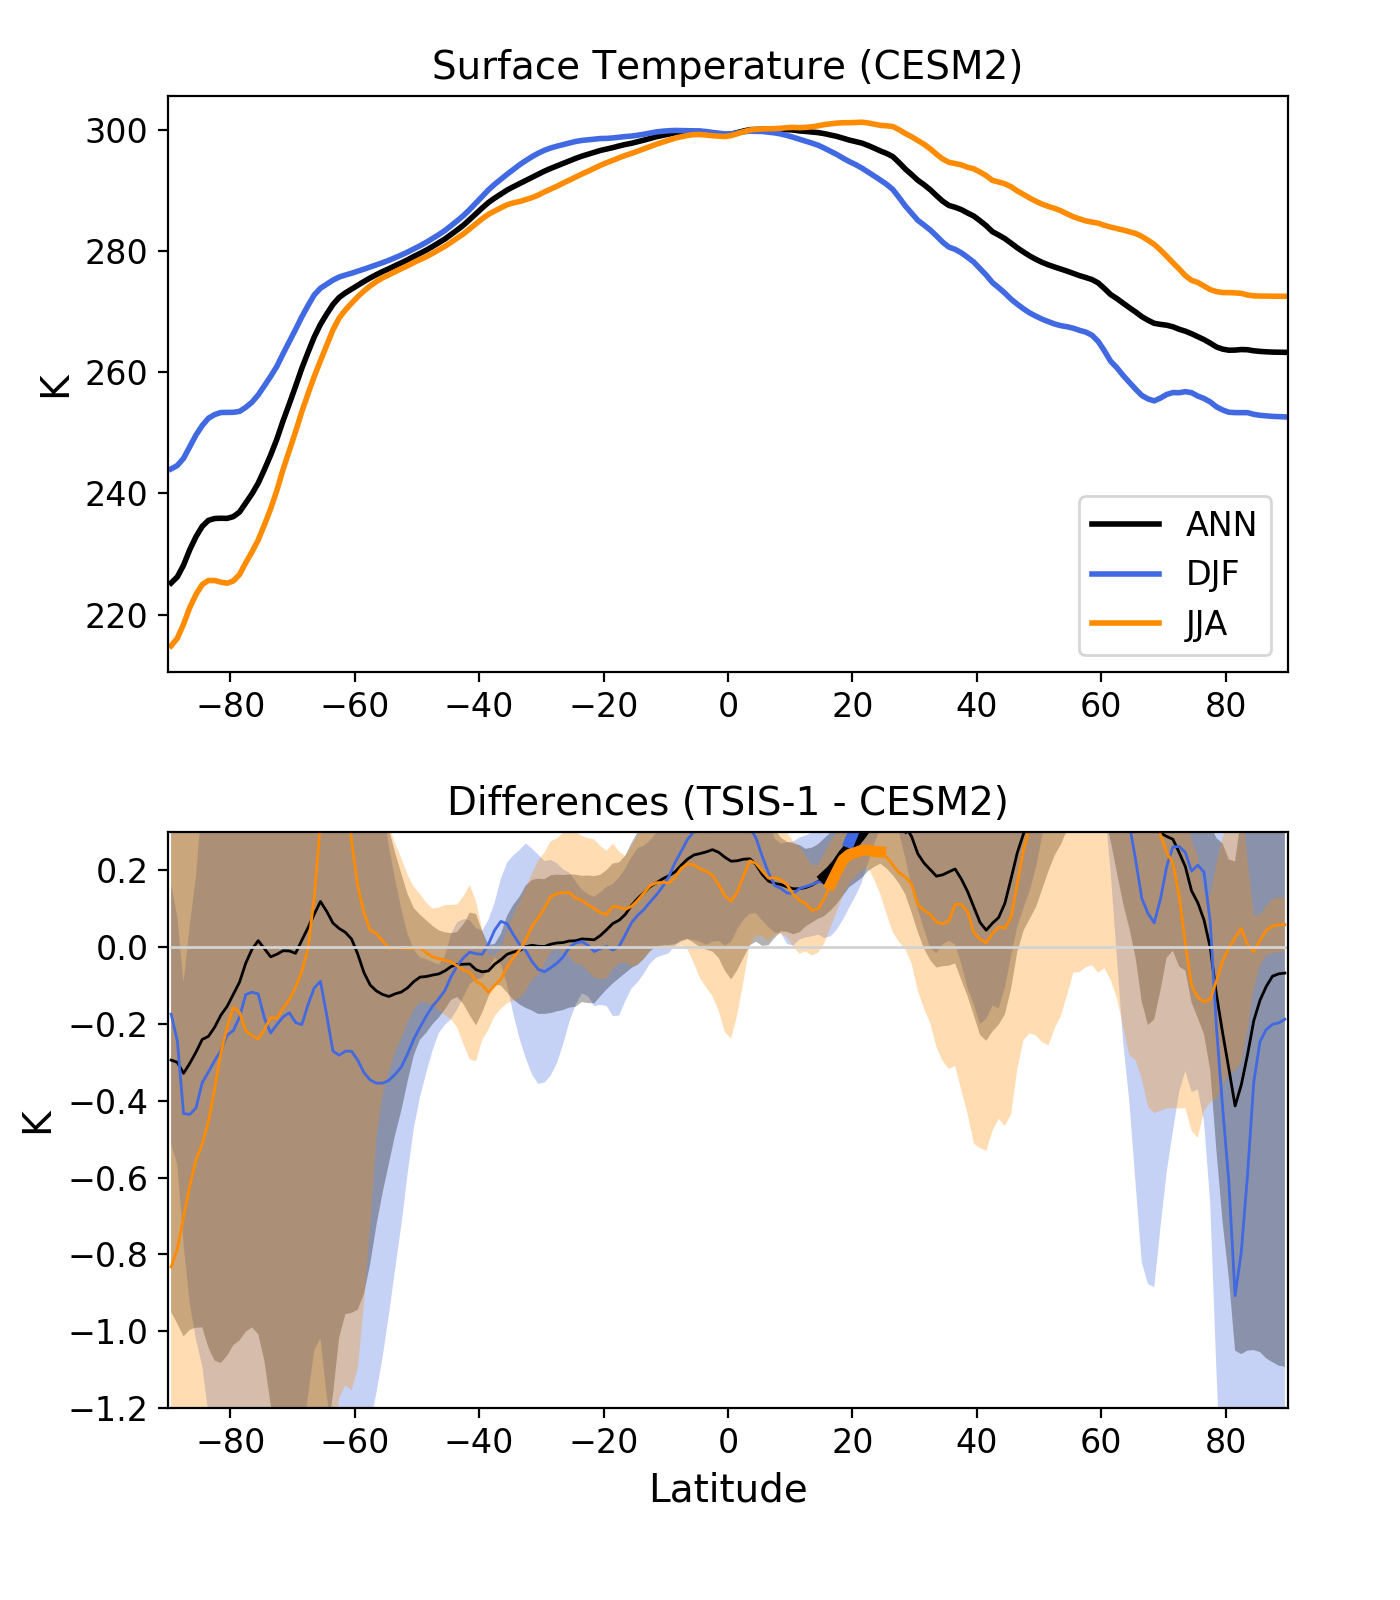 Surface Temperature (CESM2)
300
280
260
240
220
K
−80 −60 −40 −20 0 20 40 60 80
ANN
DJF
JJA
Differences (TSIS-1 - CESM2)
0.2
0.0
−0.2
−0.4
−0.6
−0.8
−1.0
−1.2
K
−80 −60 −40 −20 0 20 40 60 80
Latitude